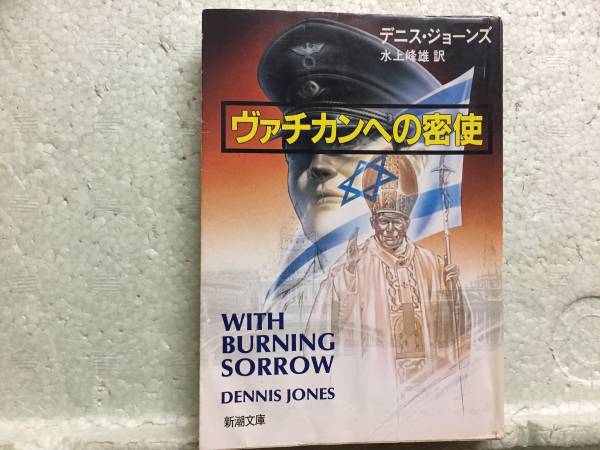 デニス・ジョーンズ
水上峰雄 訳
ヴァチカンへの密使
WITH
BURNING
SORROW
DENNIS JONES
新潮文庫